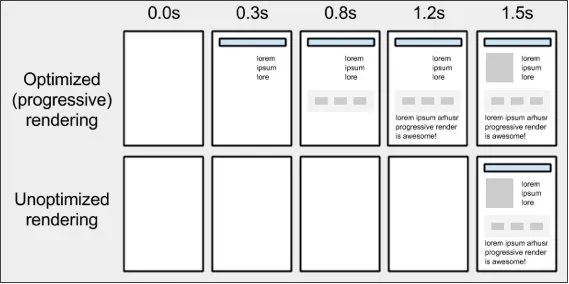 0.0s 0.3s 0.8s 1.2s 1.5s
Optimized
(progressive)
rendering
lorem
ipsum
lore
lorem
ipsum
lore
lorem
ipsum
lore
lorem ipsum arhusr
progressive render
is awesome!
lorem
ipsum
lore
lorem ipsum arhusr
progressive render
is awesome!
Unoptimized
rendering
lorem
ipsum
lore
lorem ipsum arhusr
progressive render
is awesome!